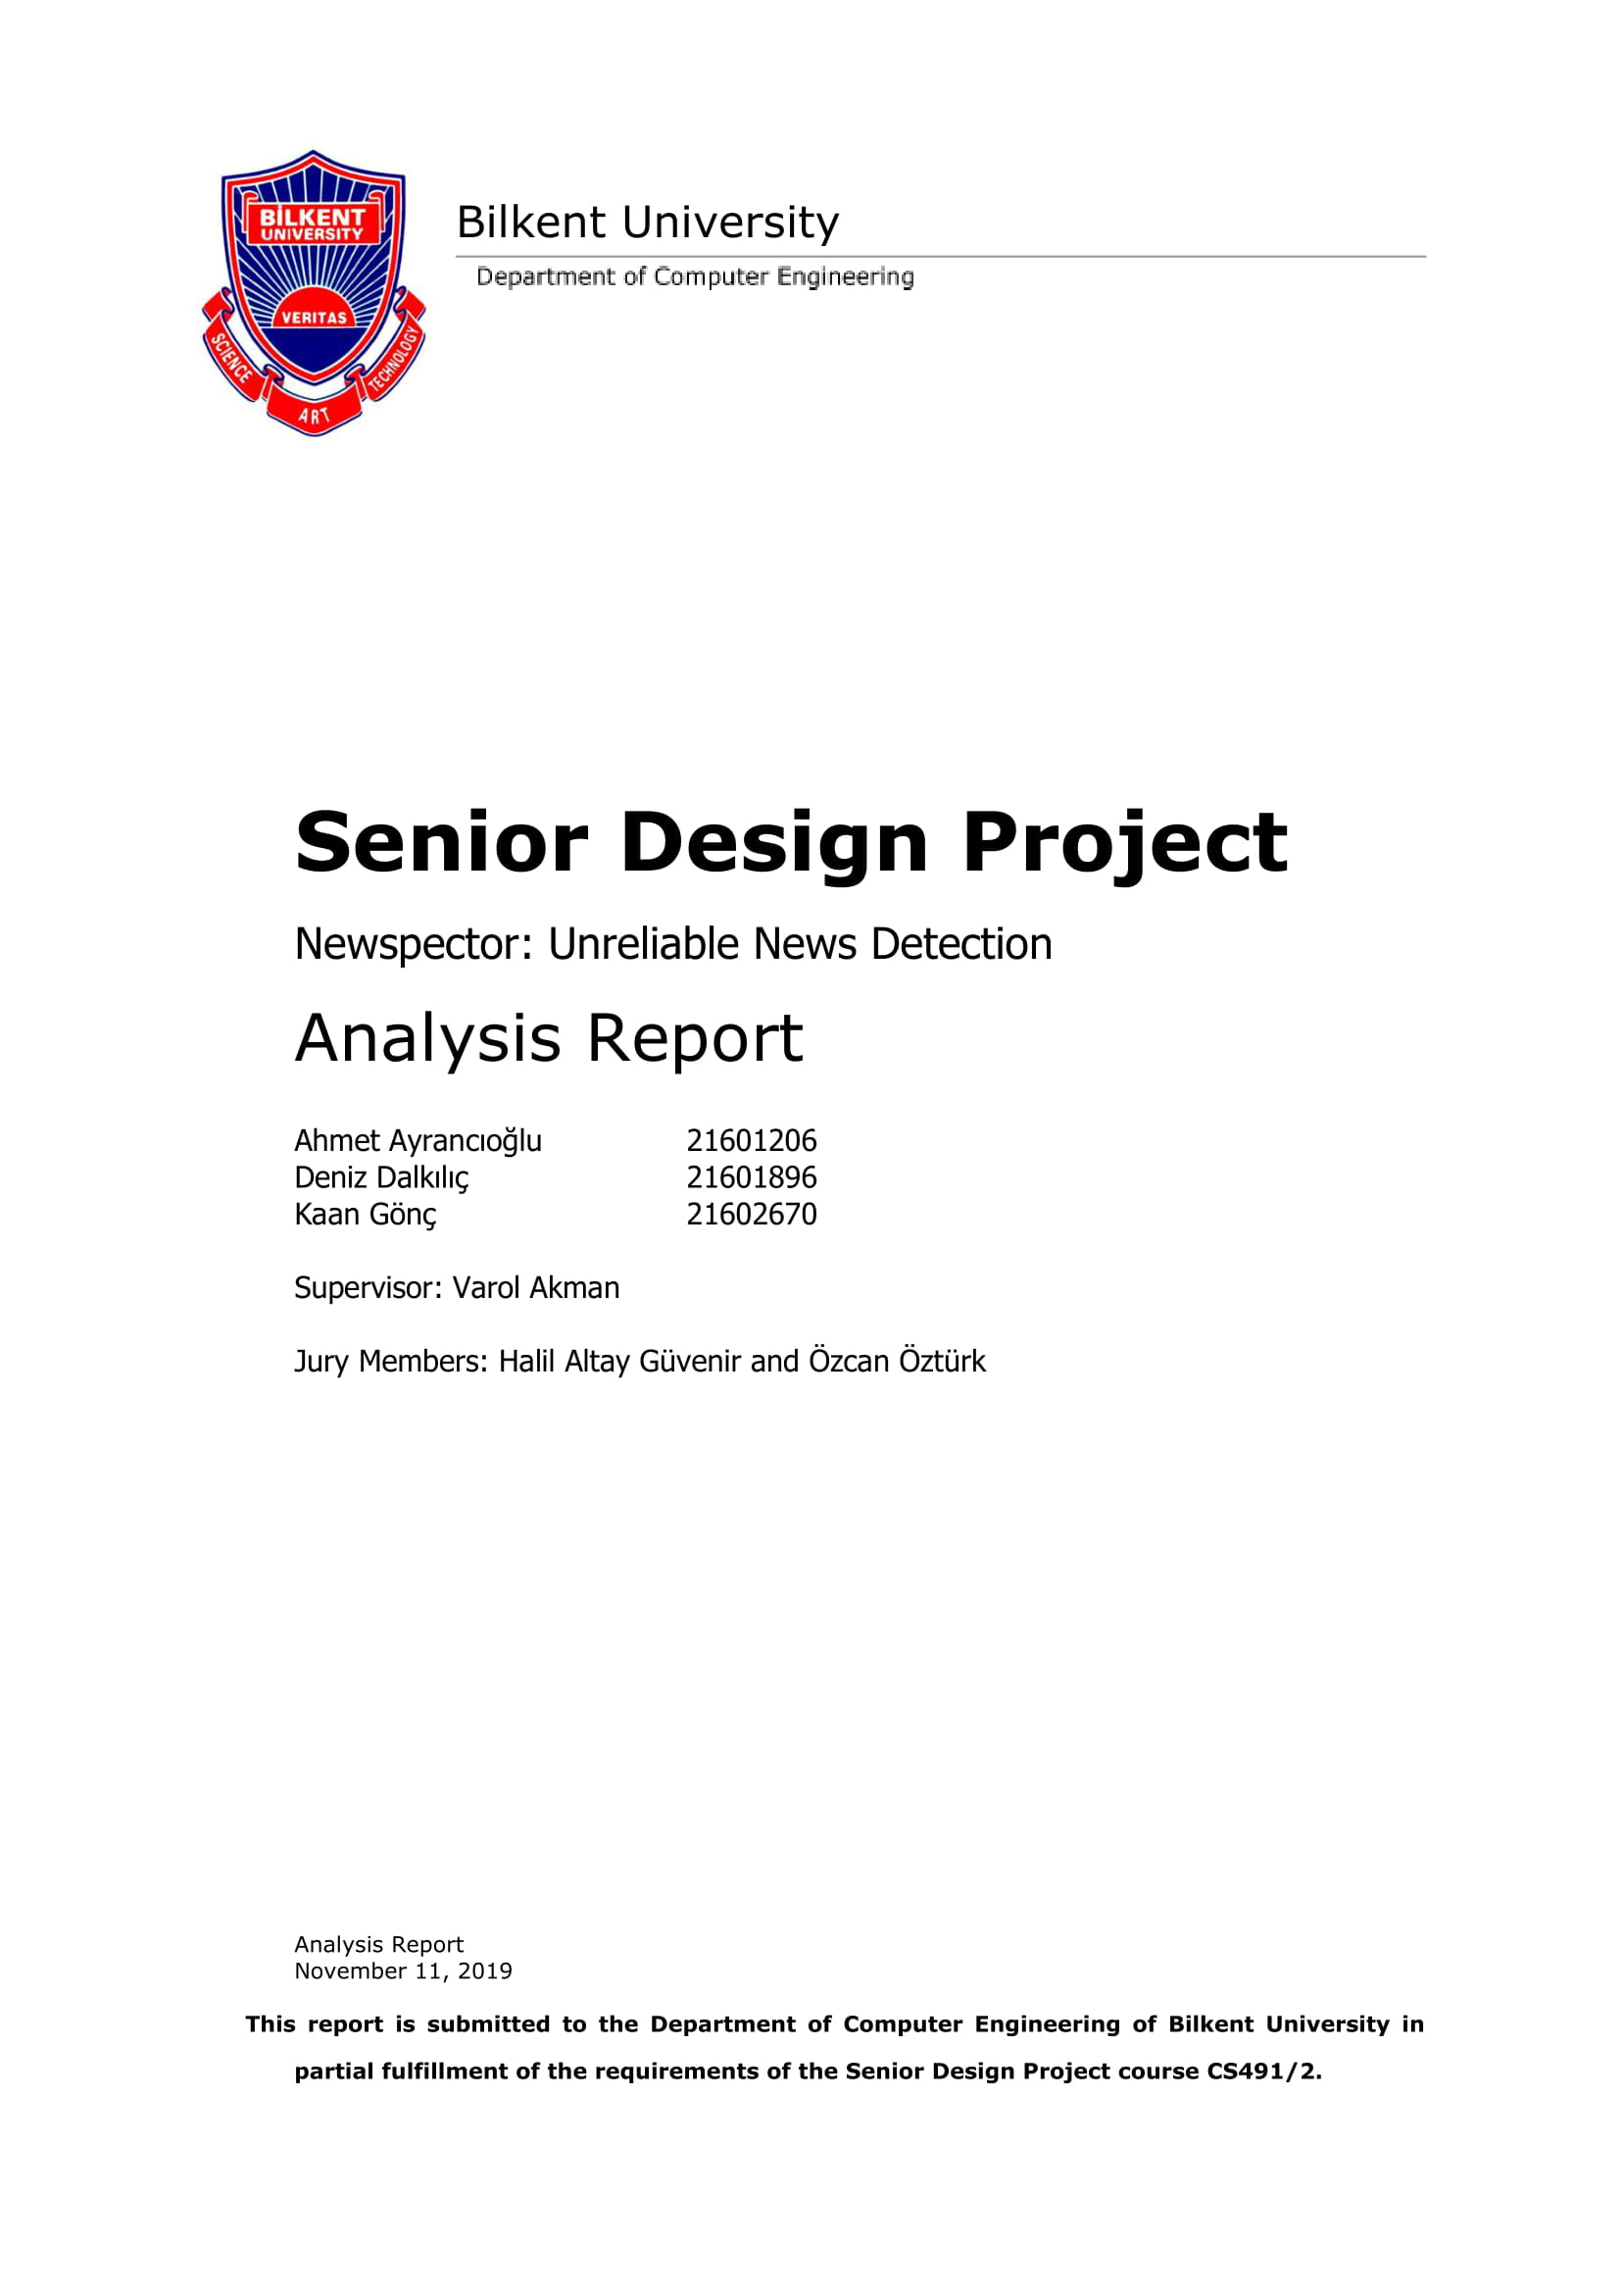 BİLKENT
UNIVERSITY
VERITAS
SCIENCE
ART
TECHNOLOGY
Bilkent University
Department of Computer Engineering
Senior Design Project
Newspector: Unreliable News Detection
Analysis Report
Ahmet Ayrancıoğlu 21601206
Deniz Dalkılıç 21601896
Kaan Gönç 21602670
Supervisor: Varol Akman
Jury Members: Halil Altay Güvenir and Özcan Öztürk
Analysis Report
November 11, 2019
This report is submitted to the Department of Computer Engineering of Bilkent University in
partial fulfillment of the requirements of the Senior Design Project course CS491/2.